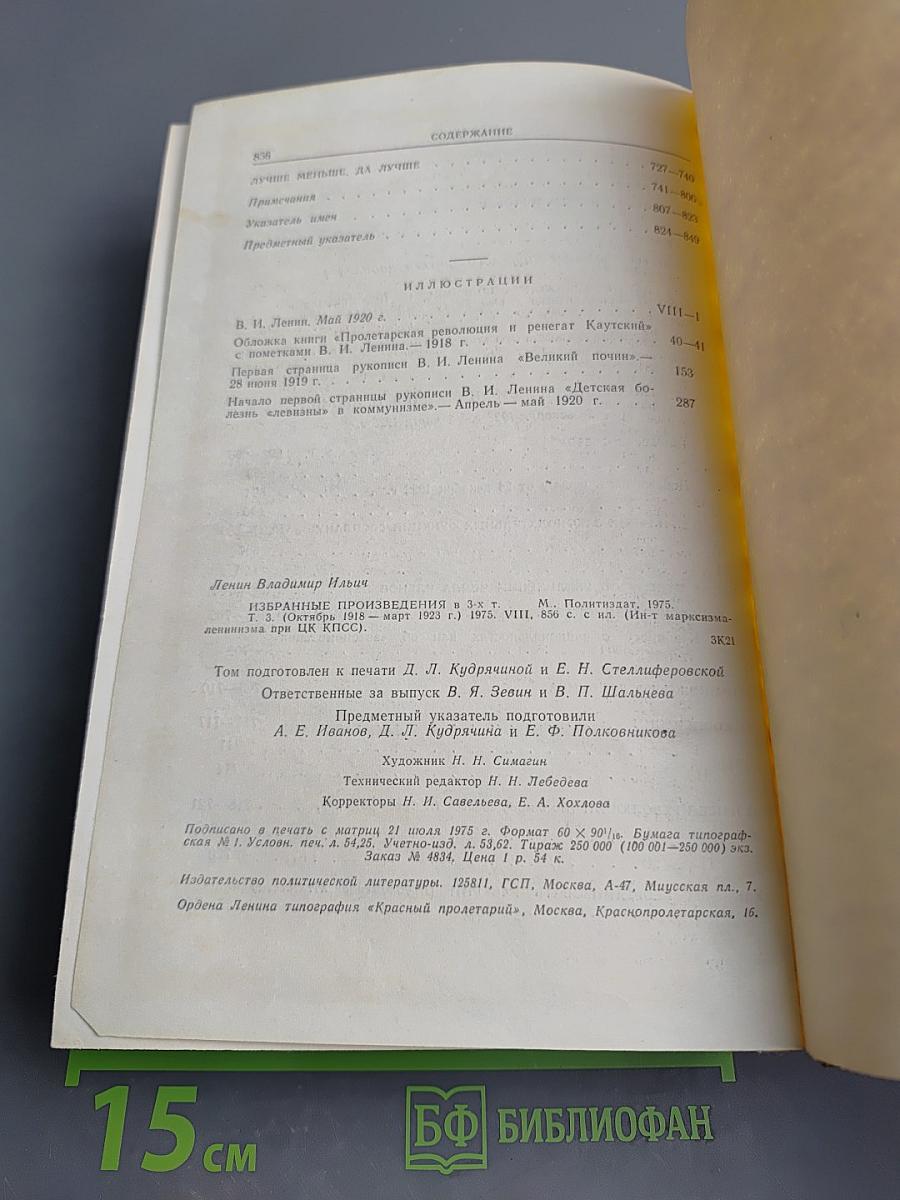 856 СОДЕРЖАНИЕ
ЛУЧШЕ МЕНЬШЕ, ДА ЛУЧШЕ . . . . . . . . . . 727—740
Примечания . . . . . . . . . . . . . . . 741—806
Указатель имен . . . . . . . . . . . . . . 807—823
Предметный указатель . . . . . . . . . . . . 824—849
ИЛЛЮСТРАЦИИ
В. И. Ленин. Май 1920 г. . . . . . . . . . . . VIII—1
Обложка книги «Пролетарская революция и ренегат Каутский»
с пометками В. И. Ленина.— 1918 г. . . . . . . . . 40—41
Первая страница рукописи В. И. Ленина «Великий почин».—
28 июня 1919 г. . . . . . . . . . . . . . . 153
Начало первой страницы рукописи В. И. Ленина «Детская бо-
лезнь «левизны» в коммунизме».— Апрель — май 1920 г. . . . . 287
Ленин Владимир Ильич
ИЗБРАННЫЕ ПРОИЗВЕДЕНИЯ в 3-х т. М., Политиздат, 1975.
Т. 3. (Октябрь 1918 — март 1923 г.) 1975. VIII, 856 с. с ил. (Ин-т марксизма-
ленинизма при ЦК КПСС).
3К21
Том подготовлен к печати Д. Л. Кудрячиной и Е. Н. Стеллиферовской
Ответственные за выпуск В. Я. Зевин и В. П. Шальнева
Предметный указатель подготовили
А. Е. Иванов, Д. Л. Кудрячина и Е. Ф. Полковникова
Художник Н. Н. Симагин
Технический редактор Н. Н. Лебедева
Корректоры Н. И. Савельева, Е. А. Хохлова
Подписано в печать с матриц 21 июля 1975 г. Формат 60 × 90¹/₁₆. Бумага типограф-
ская № 1. Условн. печ. л. 54,25. Учетно-изд. л. 53,62. Тираж 250 000 (100 001—250 000) экз.
Заказ № 4834, Цена 1 р. 54 к.
Издательство политической литературы. 125811, ГСП, Москва, А-47, Миусская пл., 7.
Ордена Ленина типография «Красный пролетарий», Москва, Краснопролетарская, 16.
15 см
БФ БИБЛИОФАН